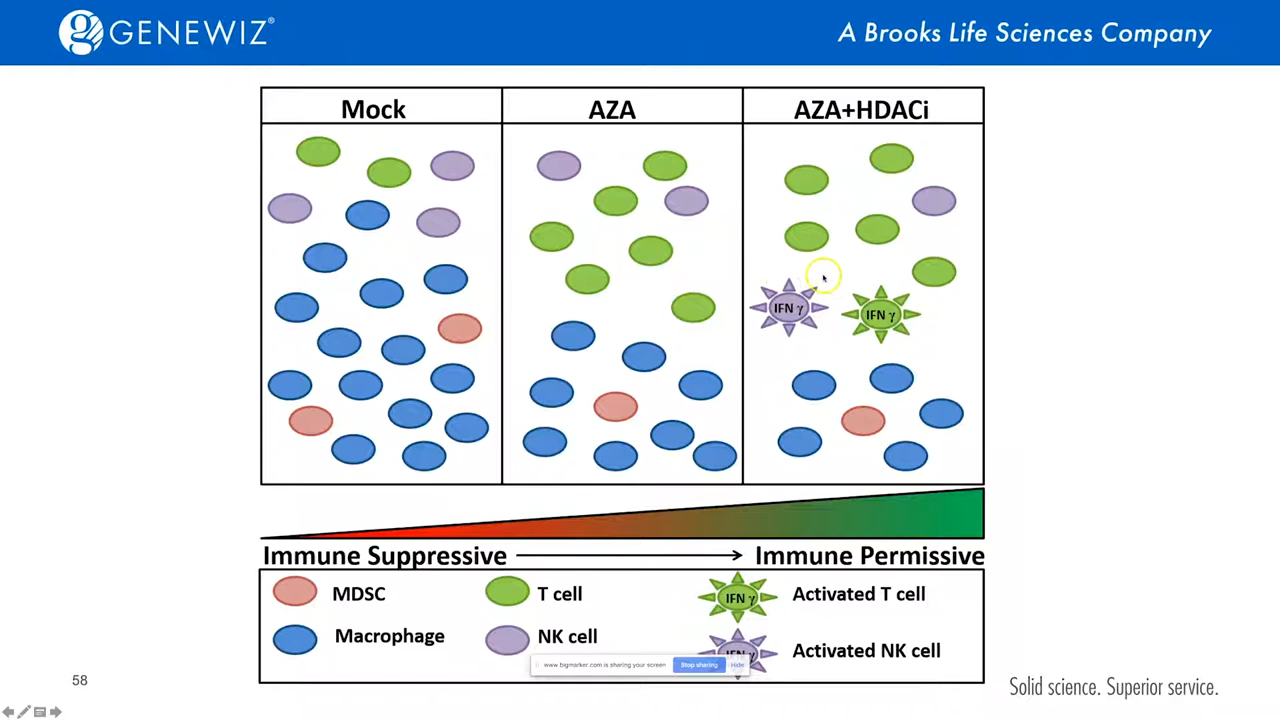 GENEWIZ®
A Brooks Life Sciences Company
Mock
AZA
AZA+HDACi
IFN γ
IFN γ
Immune Suppressive
Immune Permissive
MDSC
T cell
IFN γ
Activated T cell
Macrophage
NK cell
IFN γ
Activated NK cell
www.bigmarker.com is sharing your screen
Stop sharing
Hide
58
Solid science. Superior service.